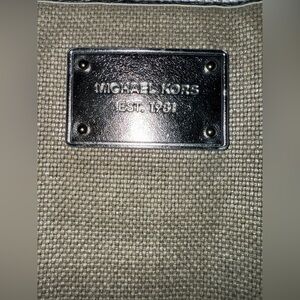 MICHAEL KORS
EST. 1981